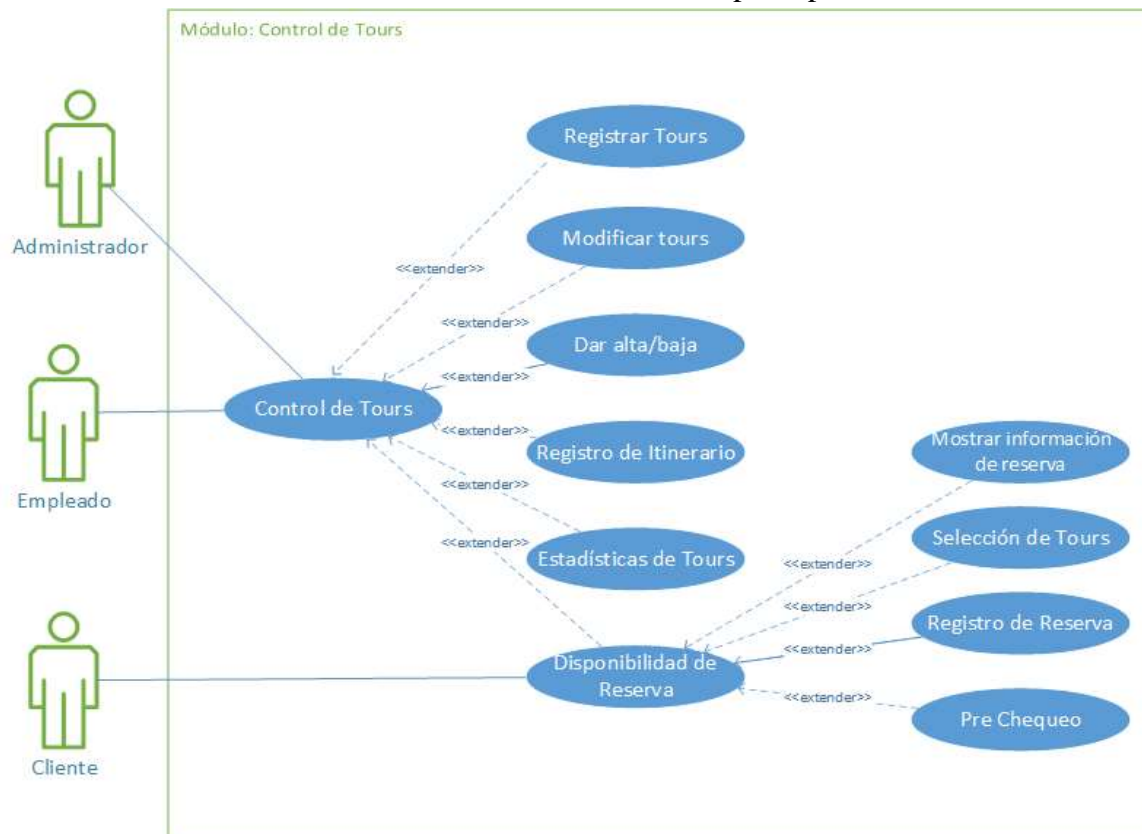 Módulo: Control de Tours
Registrar Tours
Administrador
Modificar tours
<<extender>>
<<extender>>
Dar alta/baja
<<extender>>
Control de Tours
<<extender>>
Registro de Itinerario
Mostrar información
de reserva
Empleado
<<extender>>
<<extender>>
Estadísticas de Tours
Selección de Tours
<<extender>>
<<extender>>
Registro de Reserva
<<extender>>
Disponibilidad de
Reserva
<<extender>>
Pre Chequeo
Cliente